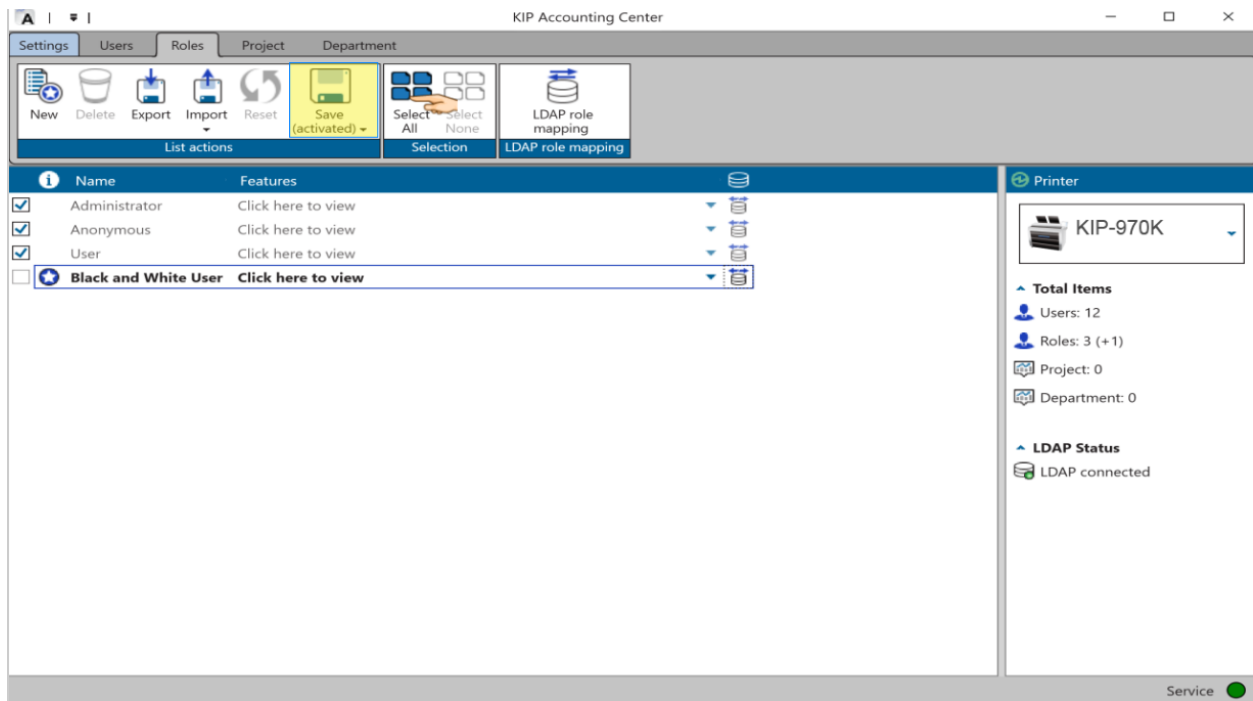 A
KIP Accounting Center
Settings Users Roles Project Department
New Delete Export Import Reset Save (activated) Select All Select None LDAP role mapping
List actions Selection LDAP role mapping
Name Features
Administrator Click here to view
Anonymous Click here to view
User Click here to view
Black and White User Click here to view
Printer
KIP-970K
Total Items
Users: 12
Roles: 3 (+1)
Project: 0
Department: 0
LDAP Status
LDAP connected
Service